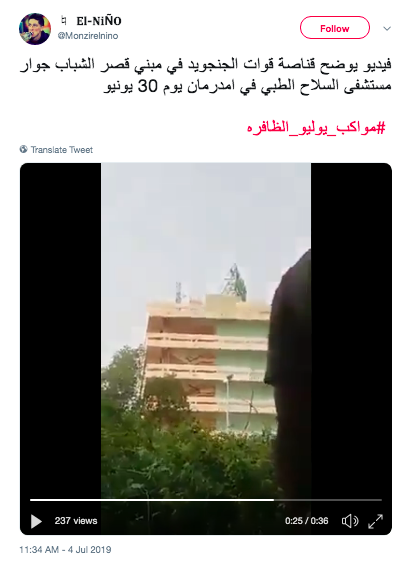 ♮ El-NiÑO
@Monzirelnino
Follow
فيديو يوضح قناصة قوات الجنجويد في مبني قصر الشباب جوار
مستشفى السلاح الطبي في امدرمان يوم 30 يونيو
#مواكب_يوليو_الظافره
Translate Tweet
237 views
0:25 / 0:36
11:34 AM - 4 Jul 2019